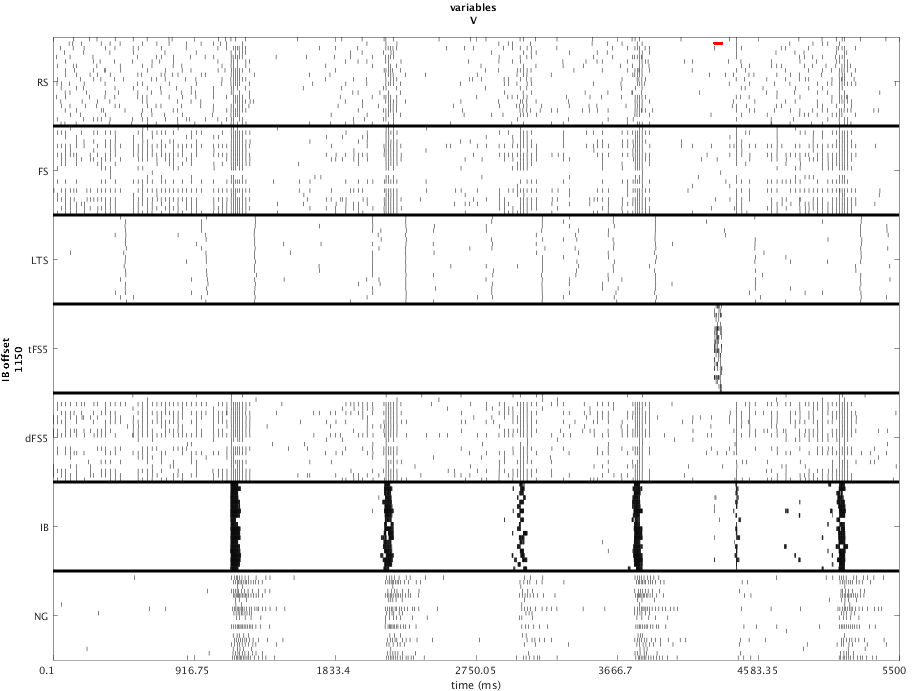 variables
V
RS
FS
LTS
tFS5
dFS5
IB
NG
IB offset
1150
0.1
916.75
1833.4
2750.05
3666.7
4583.35
5500
time (ms)